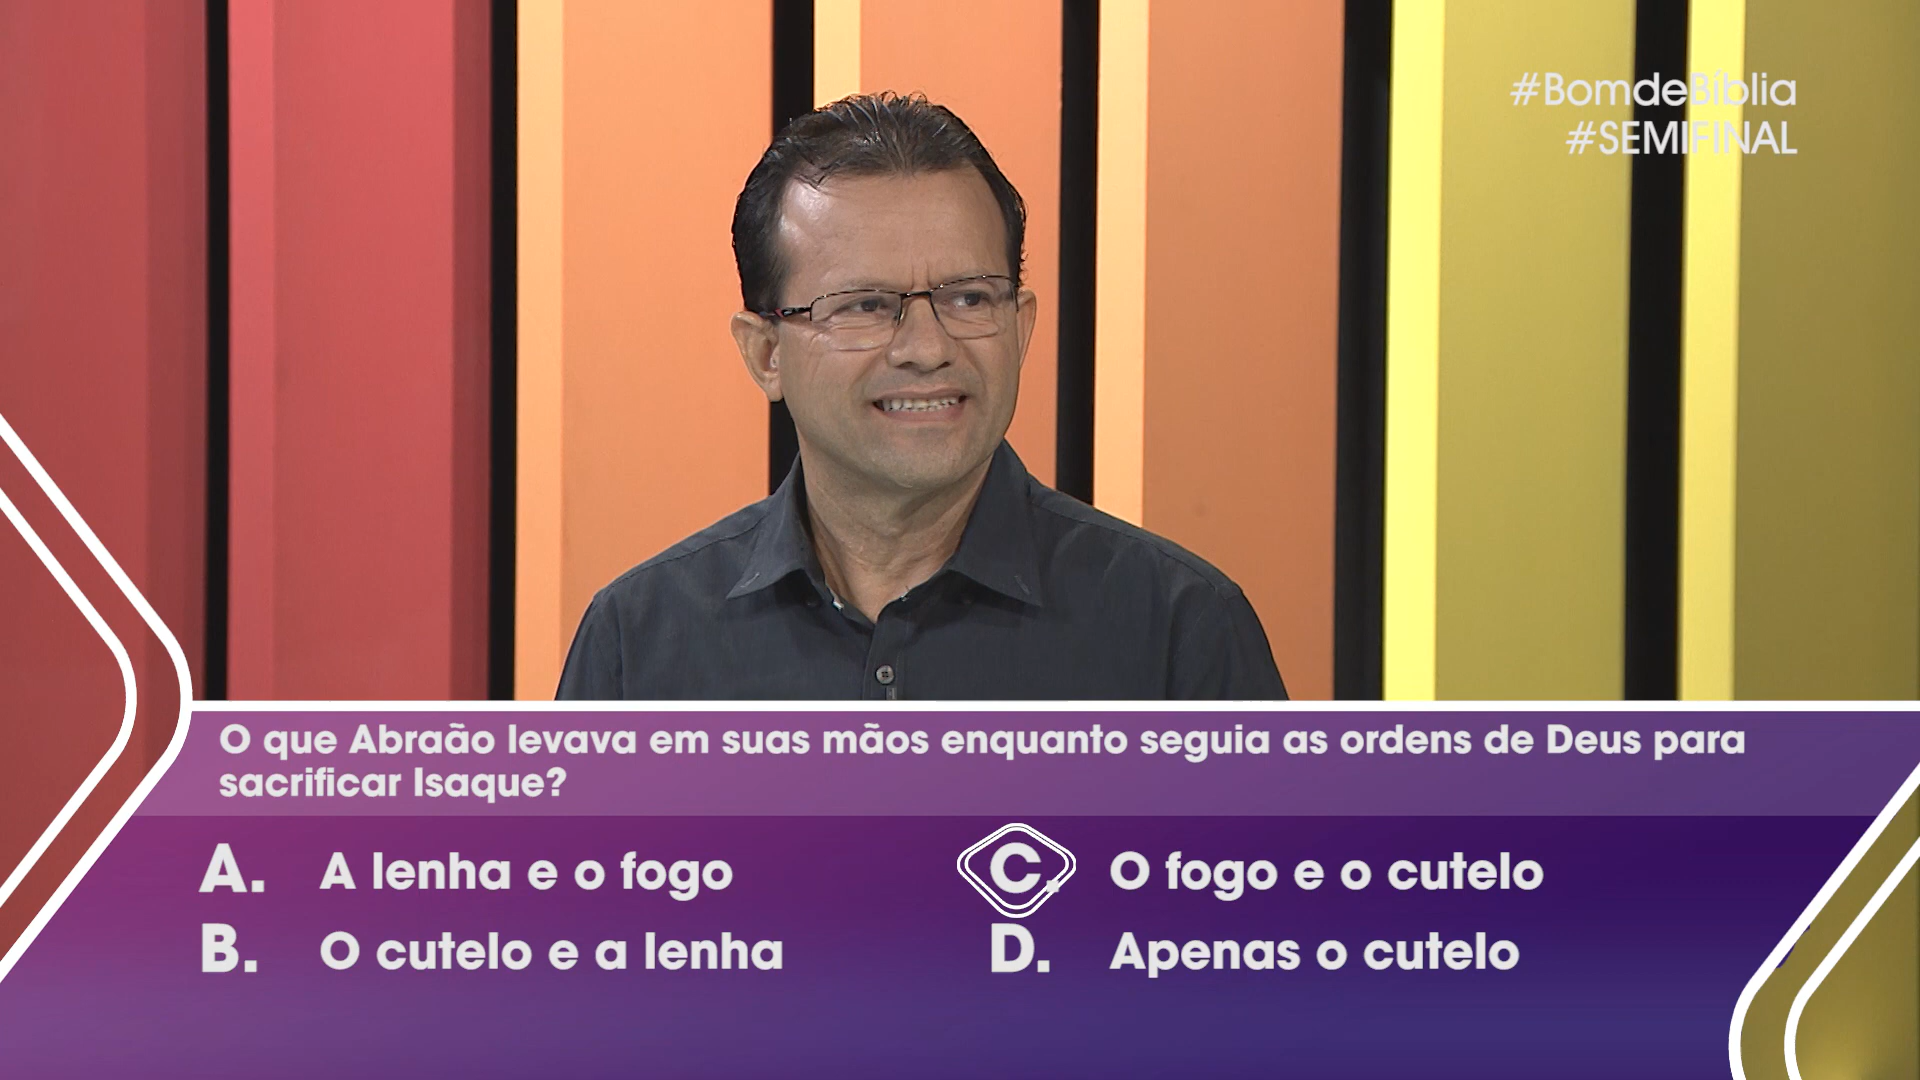 #BomdeBíblia
#SEMIFINAL
O que Abraão levava em suas mãos enquanto seguia as ordens de Deus para
sacrificar Isaque?
A. A lenha e o fogo
C. O fogo e o cutelo
B. O cutelo e a lenha
D. Apenas o cutelo